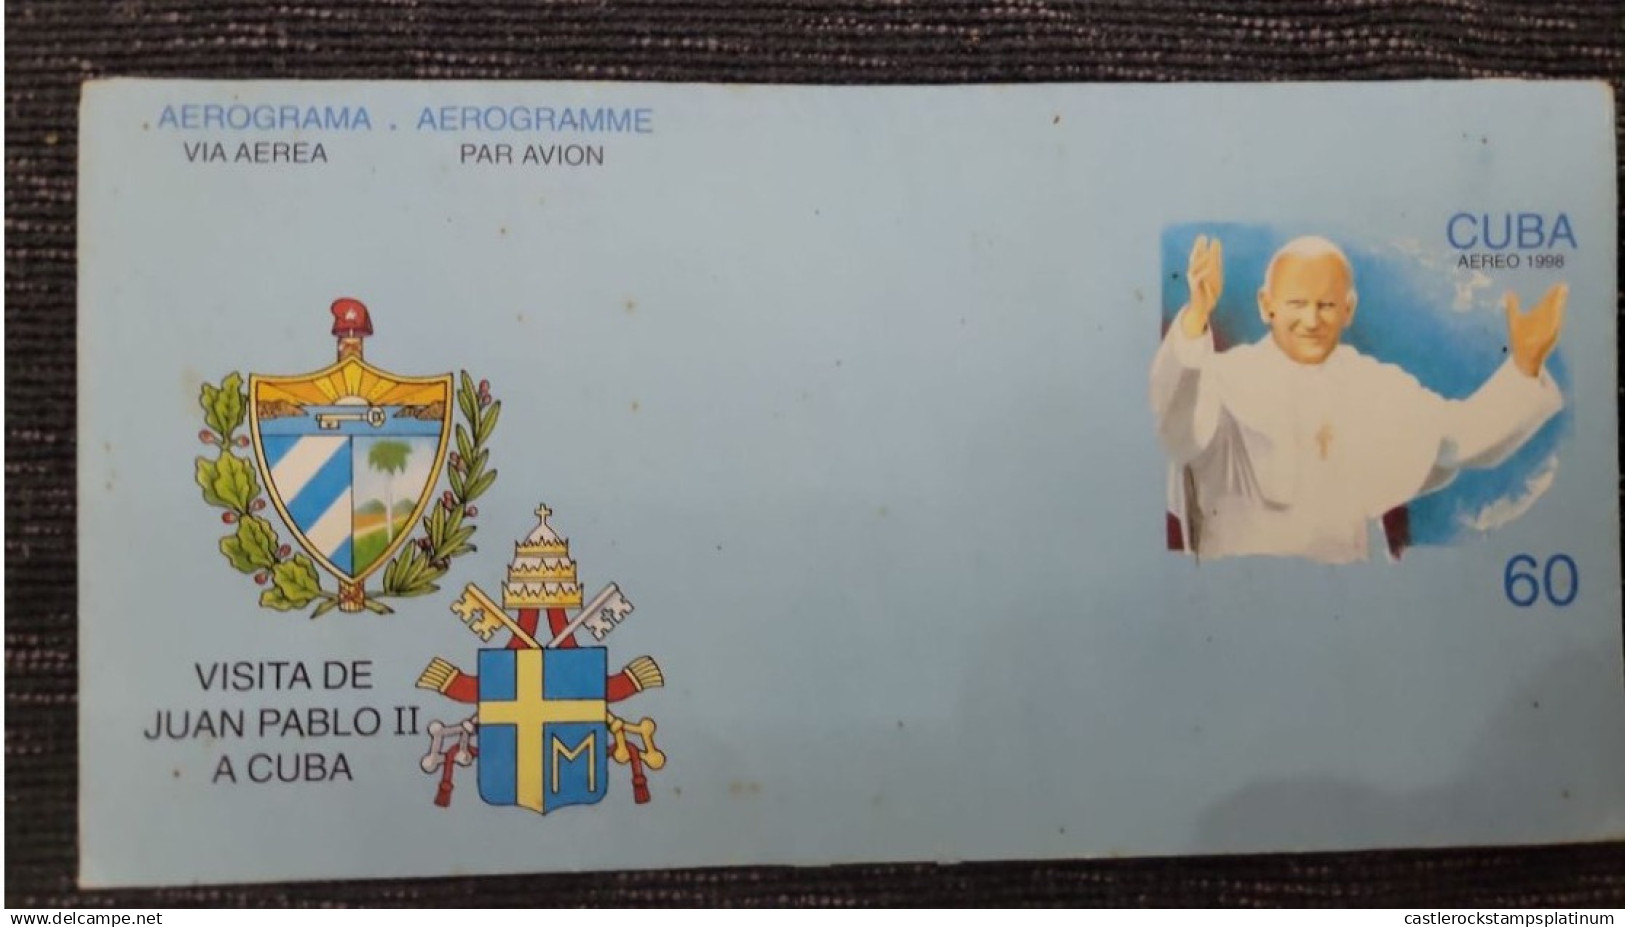 AEROGRAMA . AEROGRAMME
VIA AEREA PAR AVION
CUBA
AEREO 1998
60
VISITA DE
JUAN PABLO II
A CUBA
M
www.delcampe.net
castlerockstampsplatinum